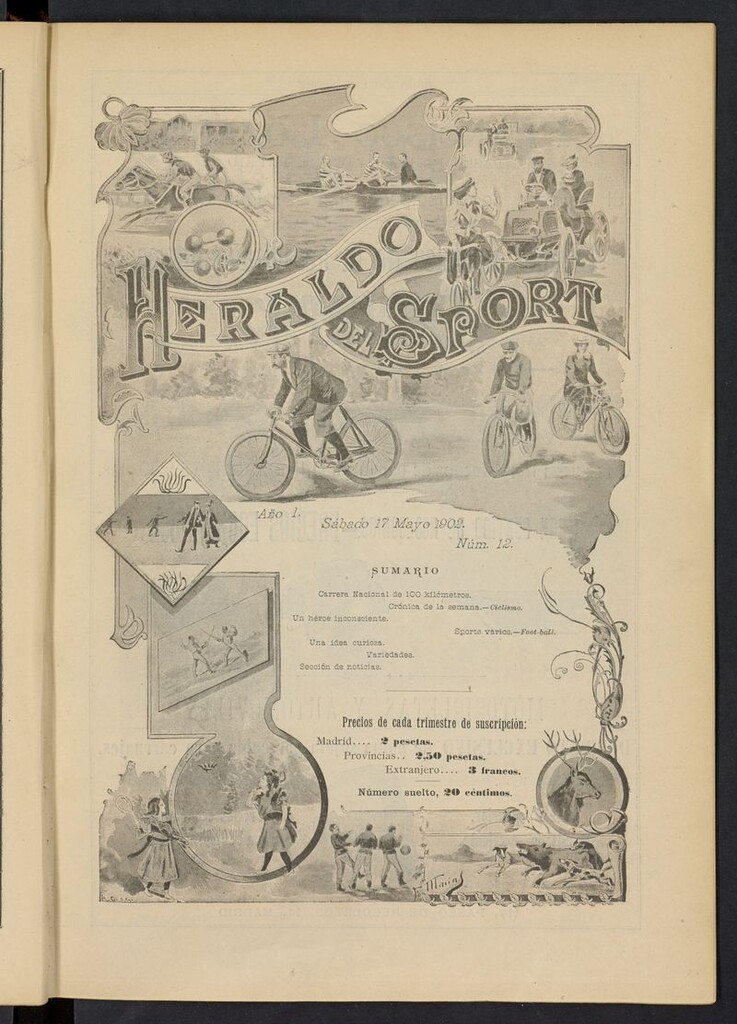 HERALDO
DEL SPORT
Año 1. Sábado 17 Mayo 1902. Núm. 12.
SUMARIO
Carrera Nacional de 100 kilómetros.
Crónica de la semana.—Ciclismo.
Un héroe inconsciente.
Sports varios.—Foot-ball.
Una idea curiosa.
Variedades.
Sección de noticias.
Precios de cada trimestre de suscripción:
Madrid.... 2 pesetas.
Provincias.. 2,50 pesetas.
Extranjero.... 3 francos.
Número suelto, 20 céntimos.